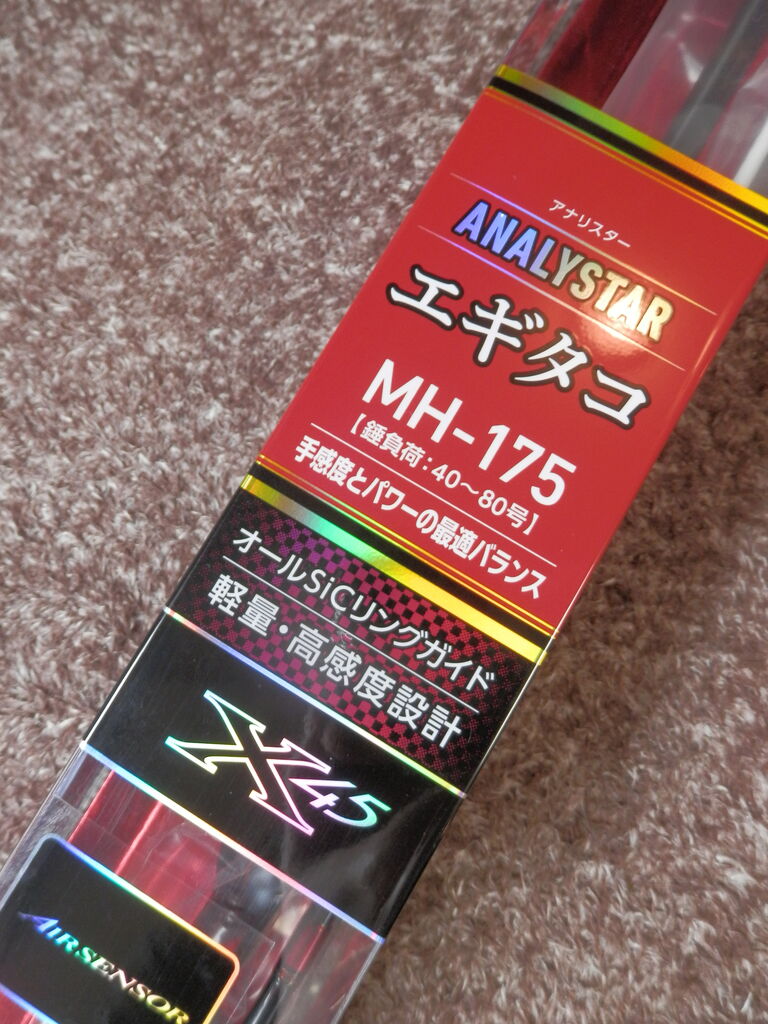 アナリスター
ANALYSTAR
エギタコ
MH-175
【錘負荷：40～80号】
手感度とパワーの最適バランス
オールSiCリングガイド
軽量・高感度設計
X45
AIRSENSOR